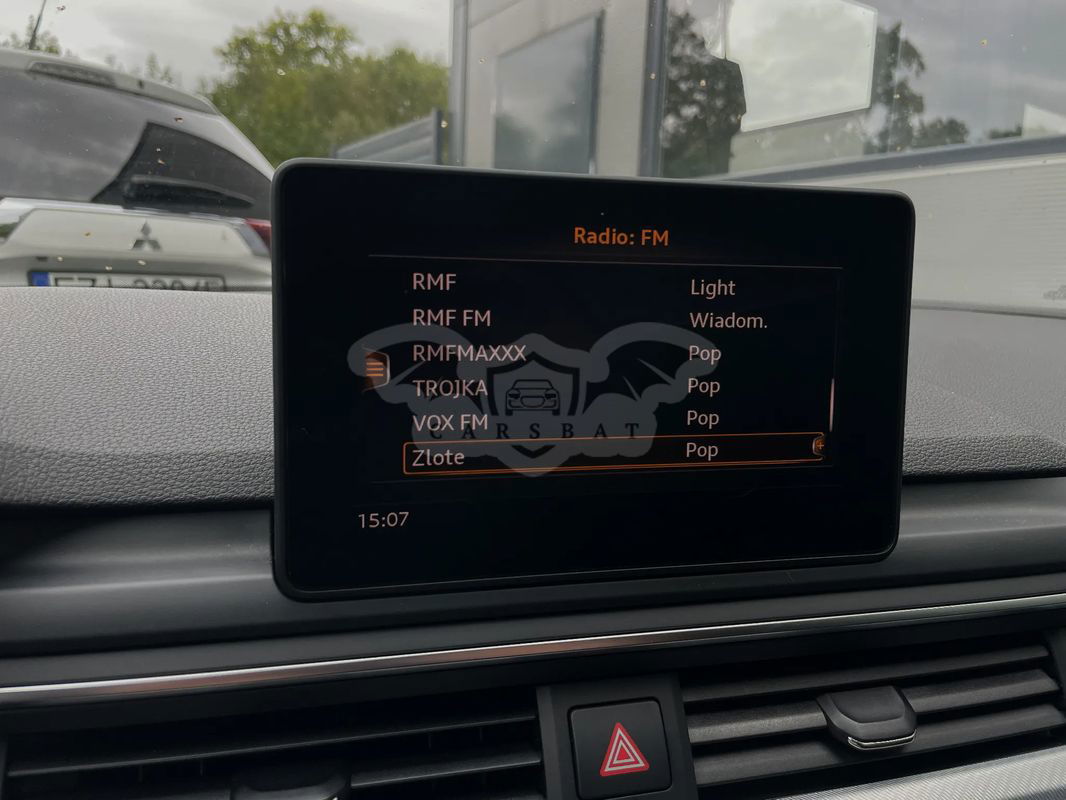 Radio: FM
RMF Light
RMF FM Wiadom.
RMFMAXXX Pop
TROJKA Pop
VOX FM Pop
CARSBAT
Zlote Pop
15:07